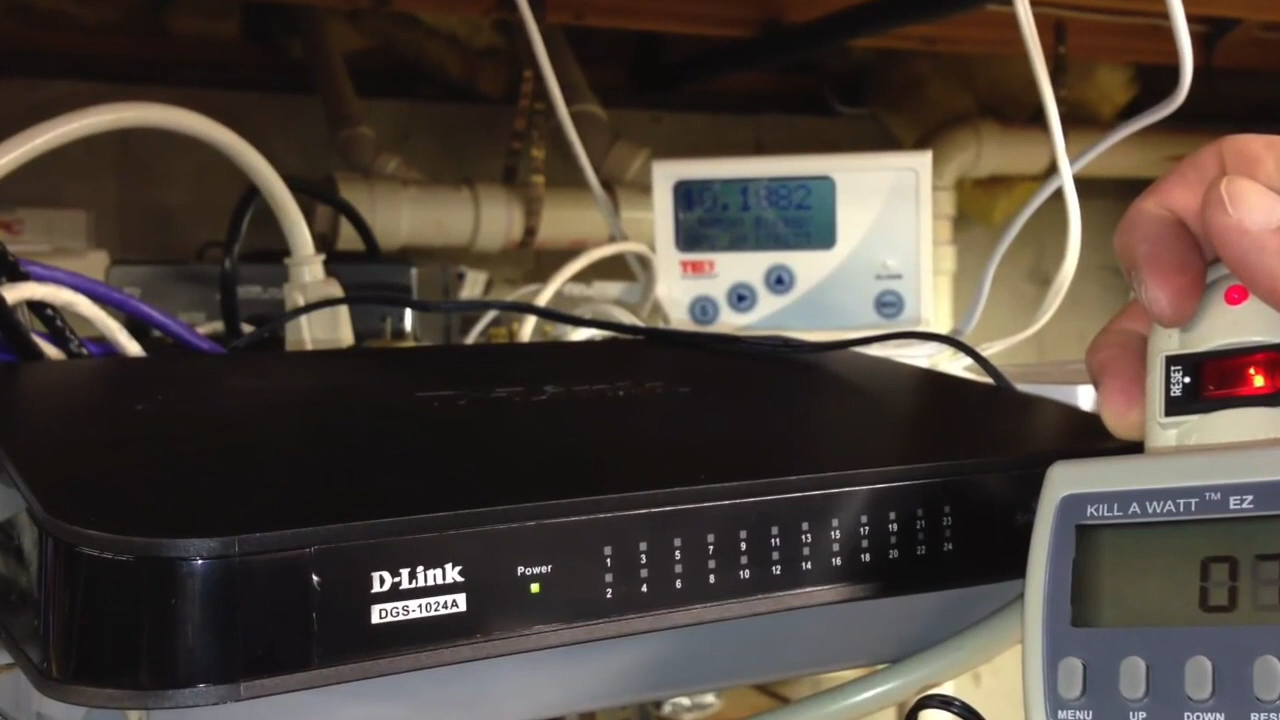 $0.1882
TED
RESET
KILL A WATT™ EZ
D-Link
DGS-1024A
Power
1 3 5 7 9 11 13 15 17 19 21 23
2 4 6 8 10 12 14 16 18 20 22 24
MENU UP DOWN RES